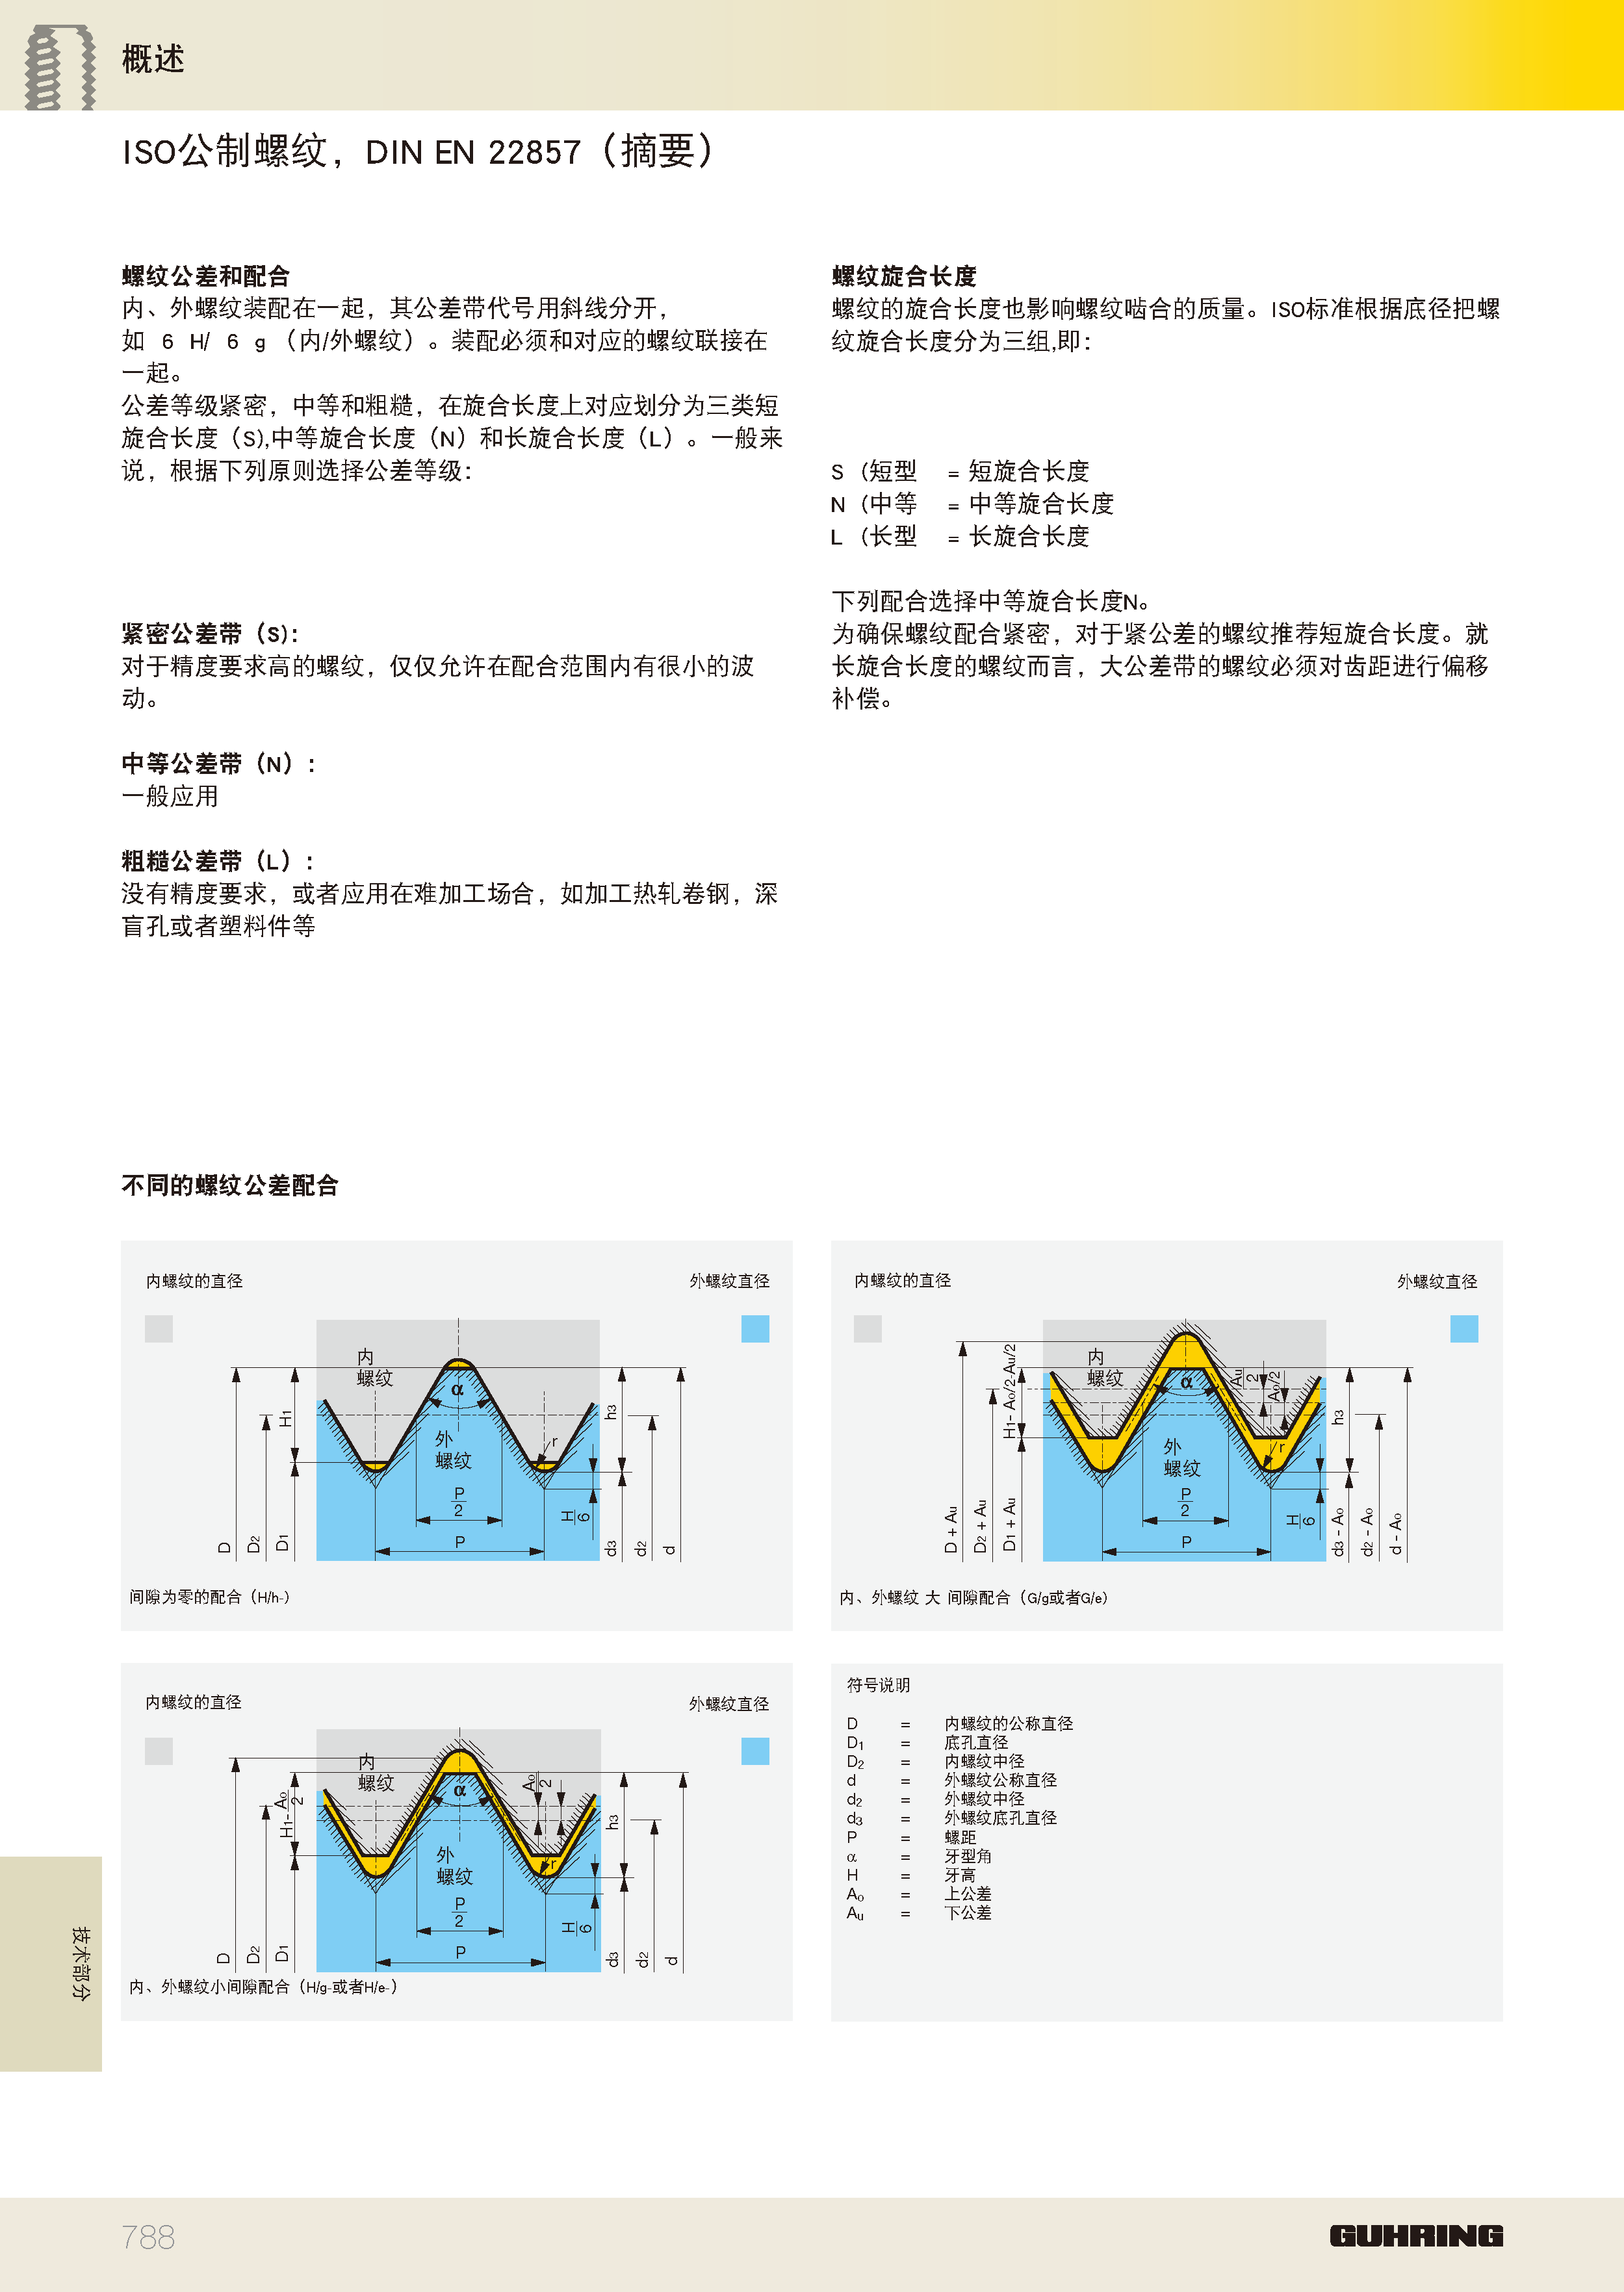 概述
ISO公制螺纹，DIN EN 22857（摘要）
螺纹公差和配合
内、外螺纹装配在一起，其公差带代号用斜线分开，
如 6 H/ 6 g （内/外螺纹）。装配必须和对应的螺纹联接在
一起。
公差等级紧密，中等和粗糙，在旋合长度上对应划分为三类短
旋合长度（S),中等旋合长度（N）和长旋合长度（L）。一般来
说，根据下列原则选择公差等级：
紧密公差带（S)：
对于精度要求高的螺纹，仅仅允许在配合范围内有很小的波
动。
中等公差带（N）：
一般应用
粗糙公差带（L）：
没有精度要求，或者应用在难加工场合，如加工热轧卷钢，深
盲孔或者塑料件等
螺纹旋合长度
螺纹的旋合长度也影响螺纹啮合的质量。ISO标准根据底径把螺
纹旋合长度分为三组,即：
S (短型 = 短旋合长度
N (中等 = 中等旋合长度
L (长型 = 长旋合长度
下列配合选择中等旋合长度N。
为确保螺纹配合紧密，对于紧公差的螺纹推荐短旋合长度。就
长旋合长度的螺纹而言，大公差带的螺纹必须对齿距进行偏移
补偿。
不同的螺纹公差配合
内螺纹的直径
外螺纹直径
内
螺纹
α
H1
h3
外
螺纹
r
P
2
H
6
P
D
D2
D1
d3
d2
d
间隙为零的配合（H/h-）
内螺纹的直径
外螺纹直径
内
螺纹
α
H1- Ao/2-Au/2
Au
2
Ao/2
h3
外
螺纹
r
P
2
H
6
P
D + Au
D2 + Au
D1 + Au
d3 - Ao
d2 - Ao
d - Ao
内、外螺纹 大 间隙配合（G/g或者G/e）
内螺纹的直径
外螺纹直径
内
螺纹
α
H1- Ao
2
Ao
2
h3
外
螺纹
r
P
2
H
6
P
D
D2
D1
d3
d2
d
内、外螺纹小间隙配合（H/g-或者H/e-）
符号说明
D = 内螺纹的公称直径
D1 = 底孔直径
D2 = 内螺纹中径
d = 外螺纹公称直径
d2 = 外螺纹中径
d3 = 外螺纹底孔直径
P = 螺距
α = 牙型角
H = 牙高
Ao = 上公差
Au = 下公差
技术部分
788
GUHRING